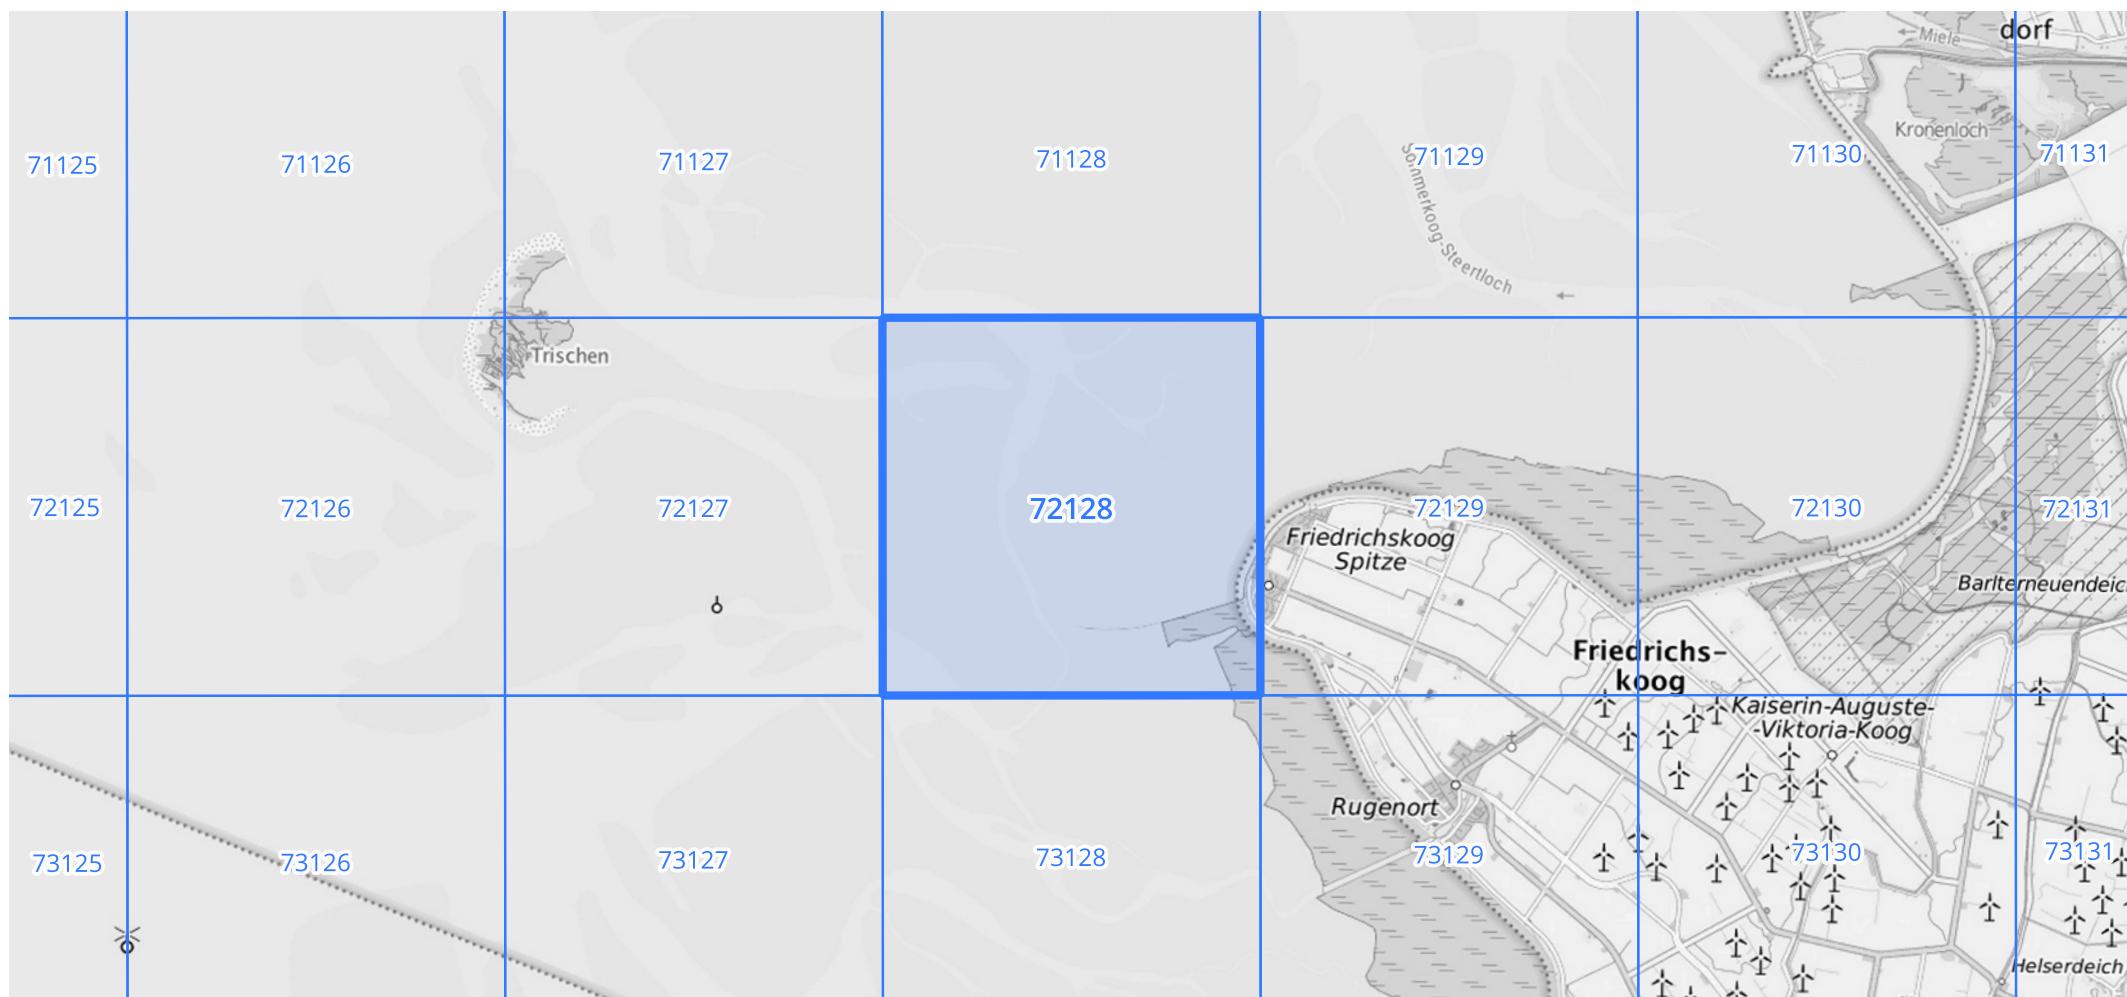 dorf
Miele
Kronenloch
71125
71126
71127
71128
71129
71130
71131
Sommerkoog-Steertloch
Trischen
72125
72126
72127
72128
72129
72130
72131
Friedrichskoog
Spitze
Barlterneuendeic
Friedrichs-
koog
Kaiserin-Auguste-
-Viktoria-Koog
Rugenort
73125
73126
73127
73128
73129
73130
73131
Helserdeich